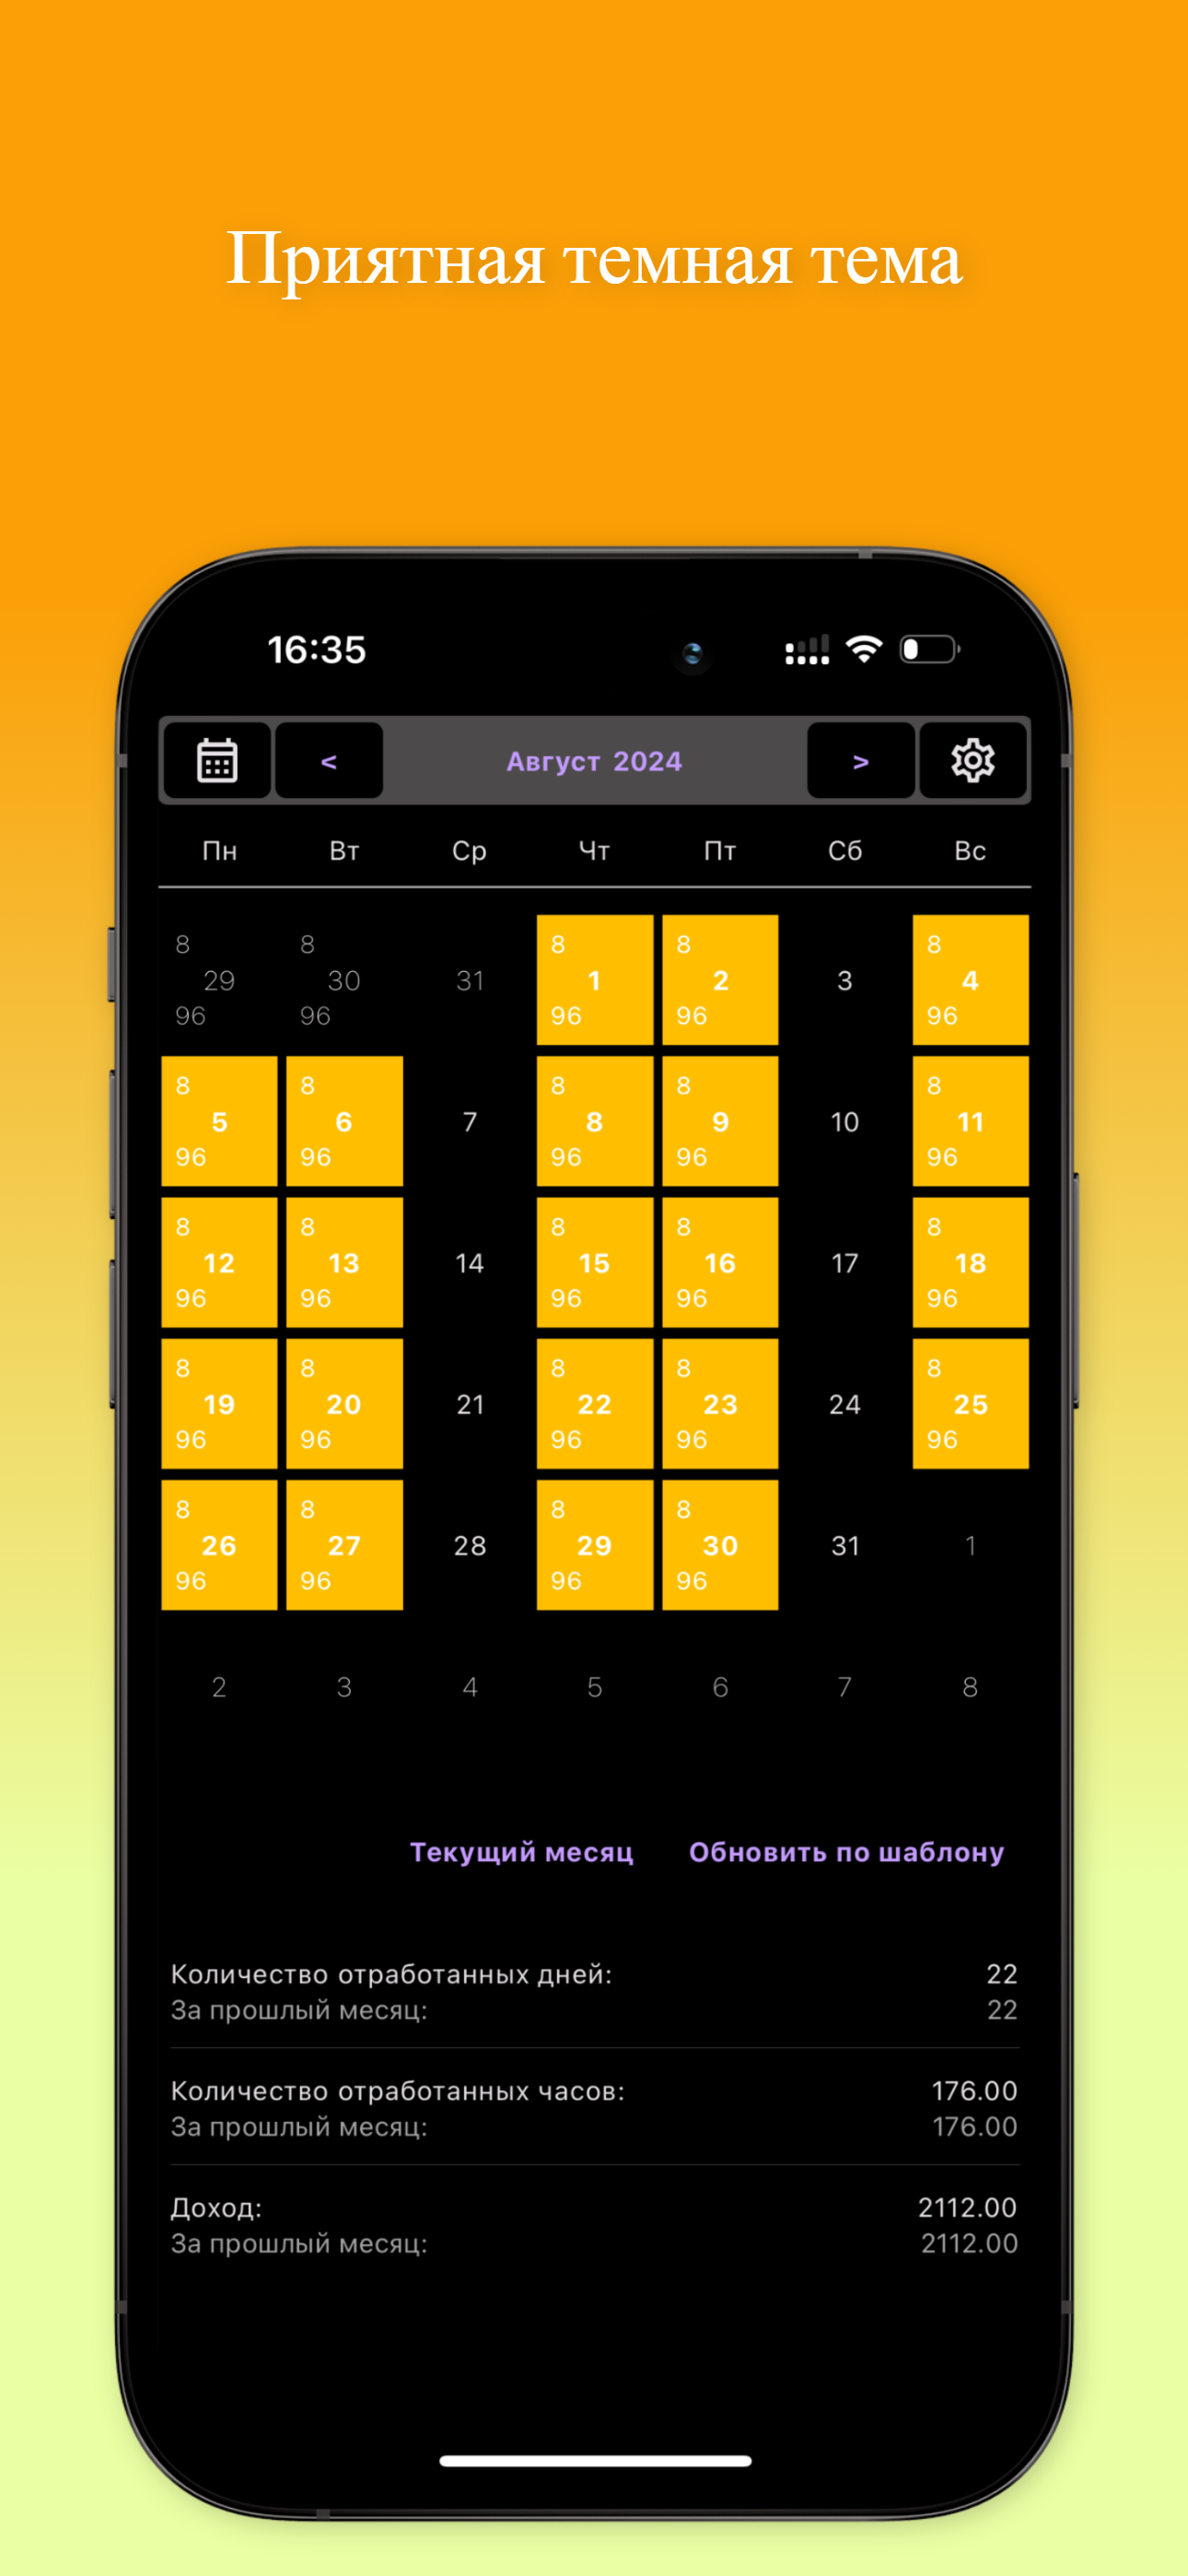 Приятная темная тема
16:35
< Август 2024 >
Пн Вт Ср Чт Пт Сб Вс
8 8 8 8 8
29 30 31 1 2 3 4
96 96 96 96 96
8 8 8 8 8
5 6 7 8 9 10 11
96 96 96 96 96
8 8 8 8 8
12 13 14 15 16 17 18
96 96 96 96 96
8 8 8 8 8
19 20 21 22 23 24 25
96 96 96 96 96
8 8 8 8
26 27 28 29 30 31 1
96 96 96 96
2 3 4 5 6 7 8
Текущий месяц Обновить по шаблону
Количество отработанных дней: 22
За прошлый месяц: 22
Количество отработанных часов: 176.00
За прошлый месяц: 176.00
Доход: 2112.00
За прошлый месяц: 2112.00